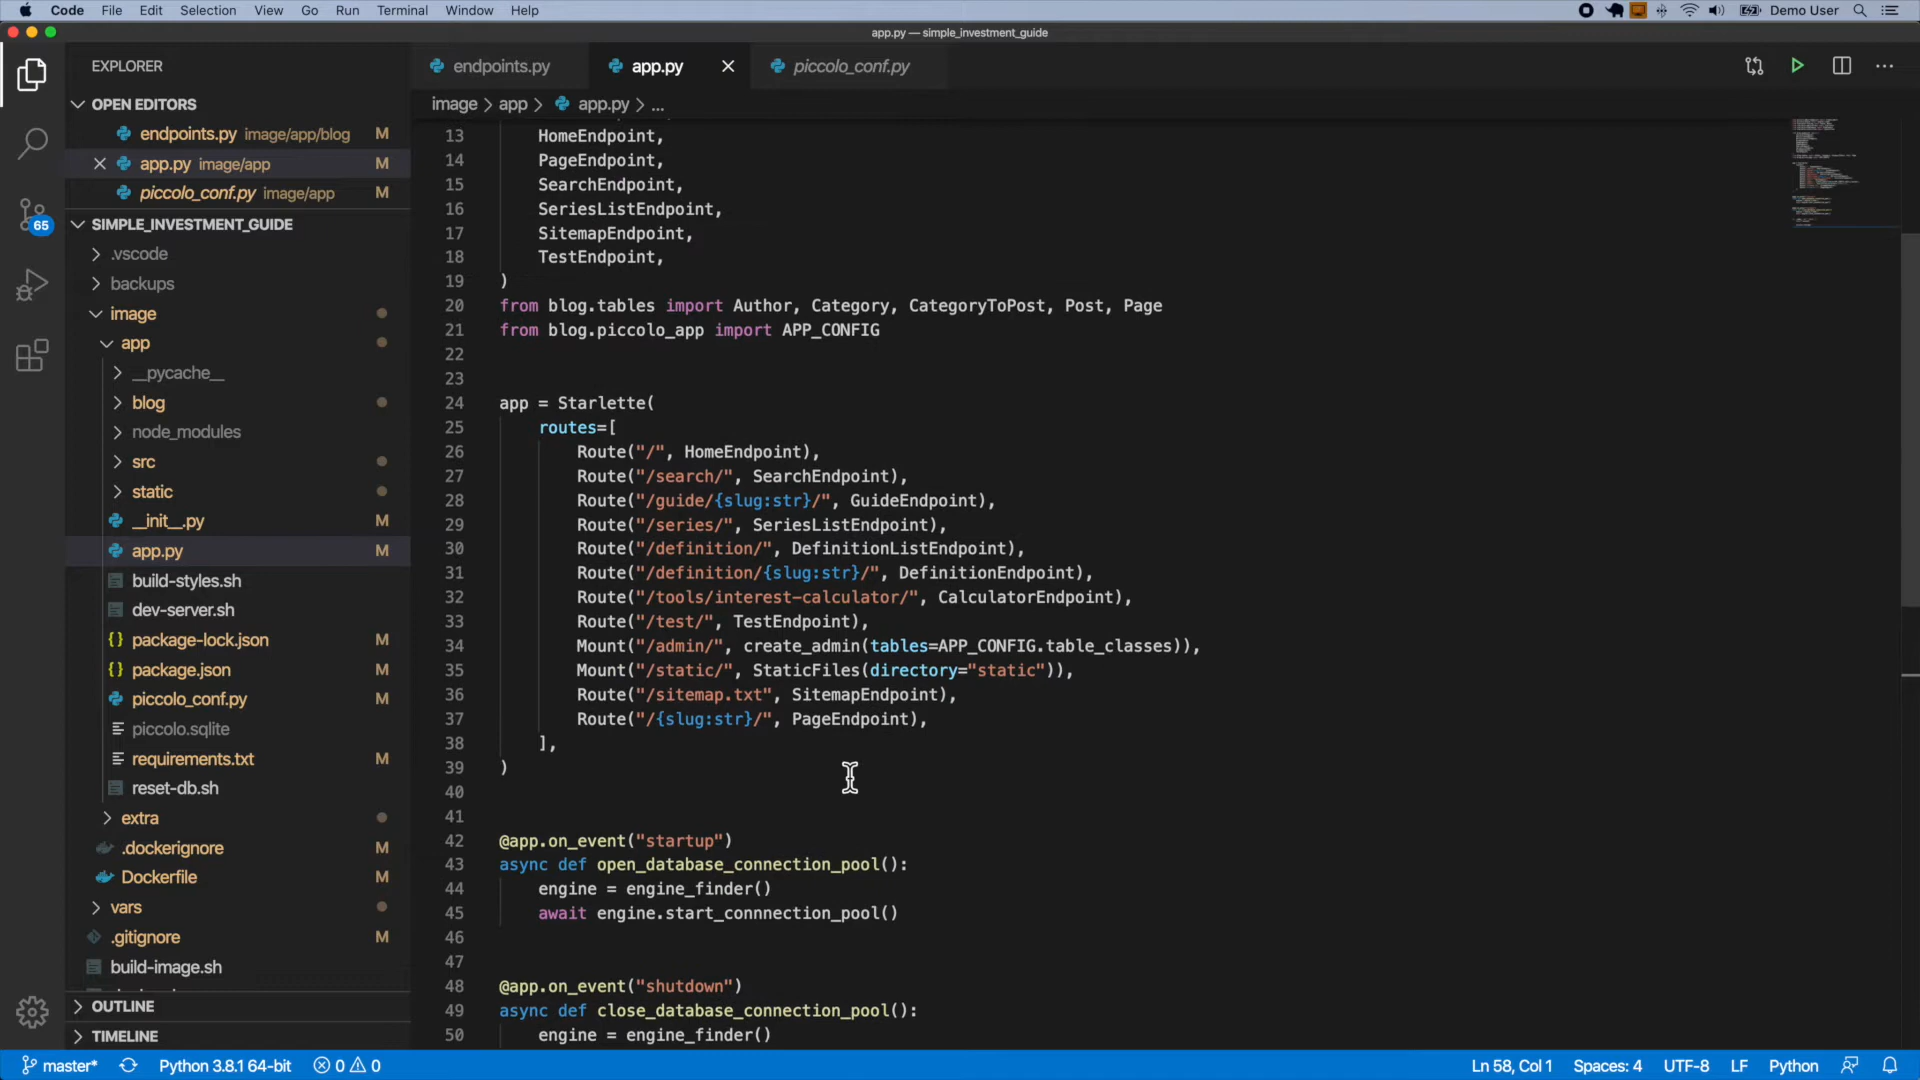 Code File Edit Selection View Go Run Terminal Window Help Demo User
app.py — simple_investment_guide
EXPLORER
OPEN EDITORS
endpoints.py image/app/blog M
app.py image/app M
piccolo_conf.py image/app M
SIMPLE_INVESTMENT_GUIDE
65
.vscode
backups
image
app
__pycache__
blog
node_modules
src
static
__init__.py M
app.py M
build-styles.sh
dev-server.sh
package-lock.json M
package.json M
piccolo_conf.py M
piccolo.sqlite
requirements.txt M
reset-db.sh
extra
.dockerignore M
Dockerfile M
vars
.gitignore M
build-image.sh
OUTLINE
TIMELINE
endpoints.py app.py piccolo_conf.py
image > app > app.py > ...
13 HomeEndpoint,
14 PageEndpoint,
15 SearchEndpoint,
16 SeriesListEndpoint,
17 SitemapEndpoint,
18 TestEndpoint,
19 )
20 from blog.tables import Author, Category, CategoryToPost, Post, Page
21 from blog.piccolo_app import APP_CONFIG
22
23
24 app = Starlette(
25 routes=[
26 Route("/", HomeEndpoint),
27 Route("/search/", SearchEndpoint),
28 Route("/guide/{slug:str}/", GuideEndpoint),
29 Route("/series/", SeriesListEndpoint),
30 Route("/definition/", DefinitionListEndpoint),
31 Route("/definition/{slug:str}/", DefinitionEndpoint),
32 Route("/tools/interest-calculator/", CalculatorEndpoint),
33 Route("/test/", TestEndpoint),
34 Mount("/admin/", create_admin(tables=APP_CONFIG.table_classes)),
35 Mount("/static/", StaticFiles(directory="static")),
36 Route("/sitemap.txt", SitemapEndpoint),
37 Route("/{slug:str}/", PageEndpoint),
38 ],
39 )
40
41
42 @app.on_event("startup")
43 async def open_database_connection_pool():
44 engine = engine_finder()
45 await engine.start_connnection_pool()
46
47
48 @app.on_event("shutdown")
49 async def close_database_connection_pool():
50 engine = engine_finder()
master* Python 3.8.1 64-bit 0 0 Ln 58, Col 1 Spaces: 4 UTF-8 LF Python